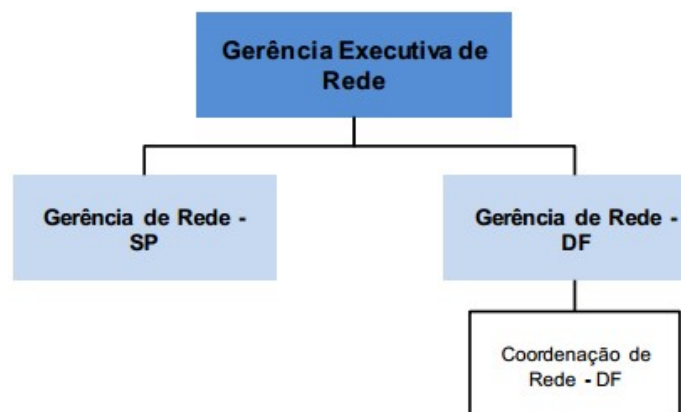 Gerência Executiva de
Rede
Gerência de Rede -
SP
Gerência de Rede -
DF
Coordenação de
Rede - DF